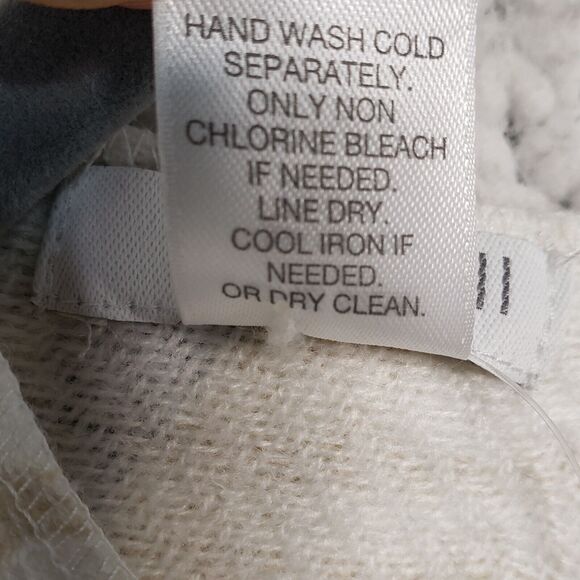 HAND WASH COLD
SEPARATELY.
ONLY NON
CHLORINE BLEACH
IF NEEDED.
LINE DRY.
COOL IRON IF
NEEDED.
OR DRY CLEAN.